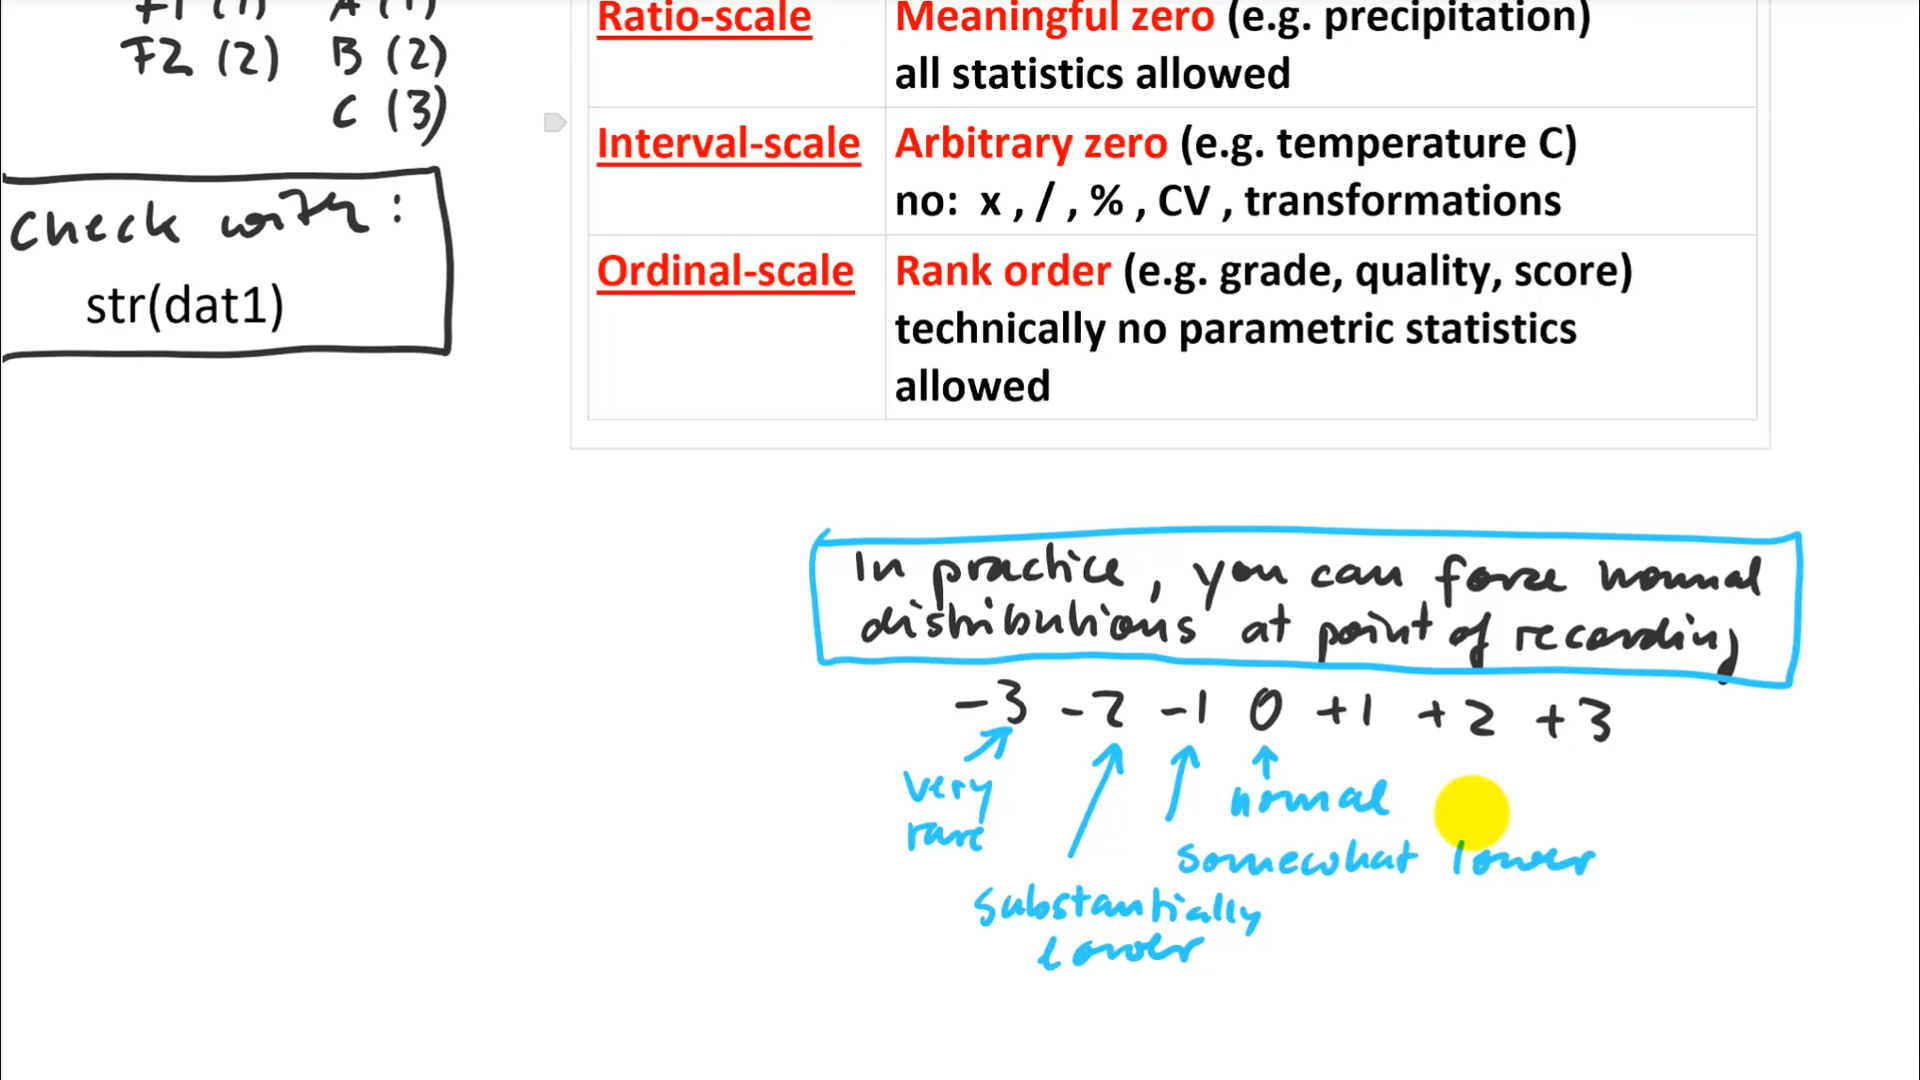 F1 (1) A (1)
F2 (2) B (2)
C (3)
check with:
str(dat1)
Ratio-scale Meaningful zero (e.g. precipitation)
all statistics allowed
Interval-scale Arbitrary zero (e.g. temperature C)
no: x , / , % , CV , transformations
Ordinal-scale Rank order (e.g. grade, quality, score)
technically no parametric statistics
allowed
In practice, you can force normal
distributions at point of recording
-3 -2 -1 0 +1 +2 +3
very
rare
normal
somewhat lower
substantially
lower